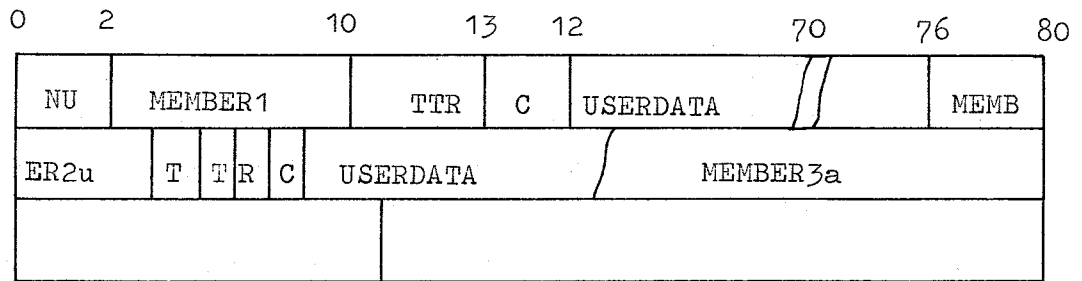 0 2 10 13 12 70 76 80
NU MEMBER1 TTR C USERDATA MEMB
ER2u T T R C USERDATA MEMBER3a